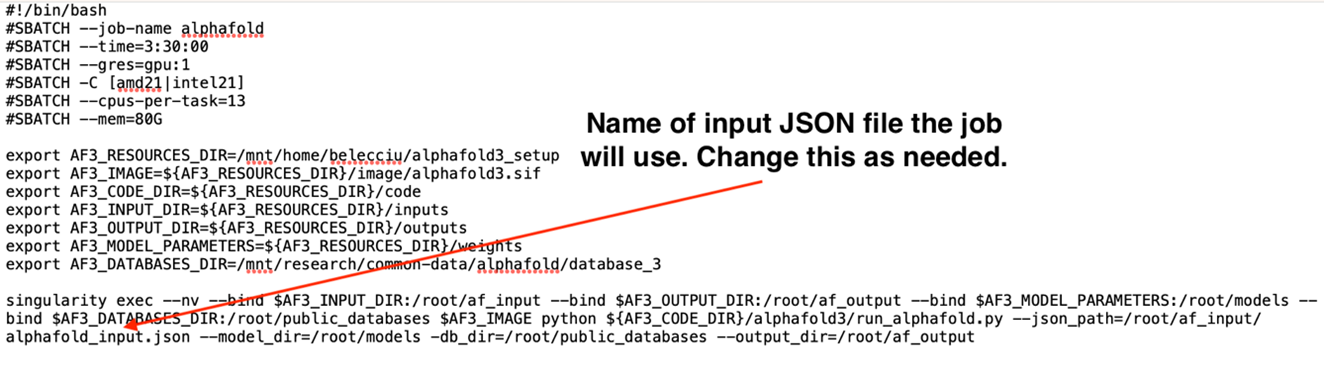 #!/bin/bash
#SBATCH --job-name alphafold
#SBATCH --time=3:30:00
#SBATCH --gres=gpu:1
#SBATCH -C [amd21|intel21]
#SBATCH --cpus-per-task=13
#SBATCH --mem=80G
Name of input JSON file the job
will use. Change this as needed.
export AF3_RESOURCES_DIR=/mnt/home/belecciu/alphafold3_setup
export AF3_IMAGE=${AF3_RESOURCES_DIR}/image/alphafold3.sif
export AF3_CODE_DIR=${AF3_RESOURCES_DIR}/code
export AF3_INPUT_DIR=${AF3_RESOURCES_DIR}/inputs
export AF3_OUTPUT_DIR=${AF3_RESOURCES_DIR}/outputs
export AF3_MODEL_PARAMETERS=${AF3_RESOURCES_DIR}/weights
export AF3_DATABASES_DIR=/mnt/research/common-data/alphafold/database_3
singularity exec --nv --bind $AF3_INPUT_DIR:/root/af_input --bind $AF3_OUTPUT_DIR:/root/af_output --bind $AF3_MODEL_PARAMETERS:/root/models --
bind $AF3_DATABASES_DIR:/root/public_databases $AF3_IMAGE python ${AF3_CODE_DIR}/alphafold3/run_alphafold.py --json_path=/root/af_input/
alphafold_input.json --model_dir=/root/models -db_dir=/root/public_databases --output_dir=/root/af_output